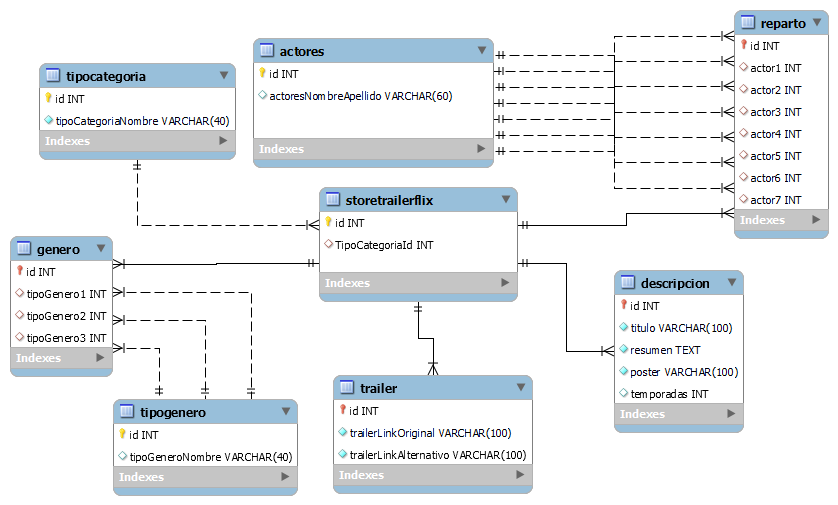 tipocategoria
id INT
tipoCategoriaNombre VARCHAR(40)
Indexes
actores
id INT
actoresNombreApellido VARCHAR(60)
Indexes
reparto
id INT
actor1 INT
actor2 INT
actor3 INT
actor4 INT
actor5 INT
actor6 INT
actor7 INT
Indexes
storetrailerflix
id INT
TipoCategoriaId INT
Indexes
genero
id INT
tipoGenero1 INT
tipoGenero2 INT
tipoGenero3 INT
Indexes
descripcion
id INT
titulo VARCHAR(100)
resumen TEXT
poster VARCHAR(100)
temporadas INT
Indexes
tipogenero
id INT
tipoGeneroNombre VARCHAR(40)
Indexes
trailer
id INT
trailerLinkOriginal VARCHAR(100)
trailerLinkAlternativo VARCHAR(100)
Indexes